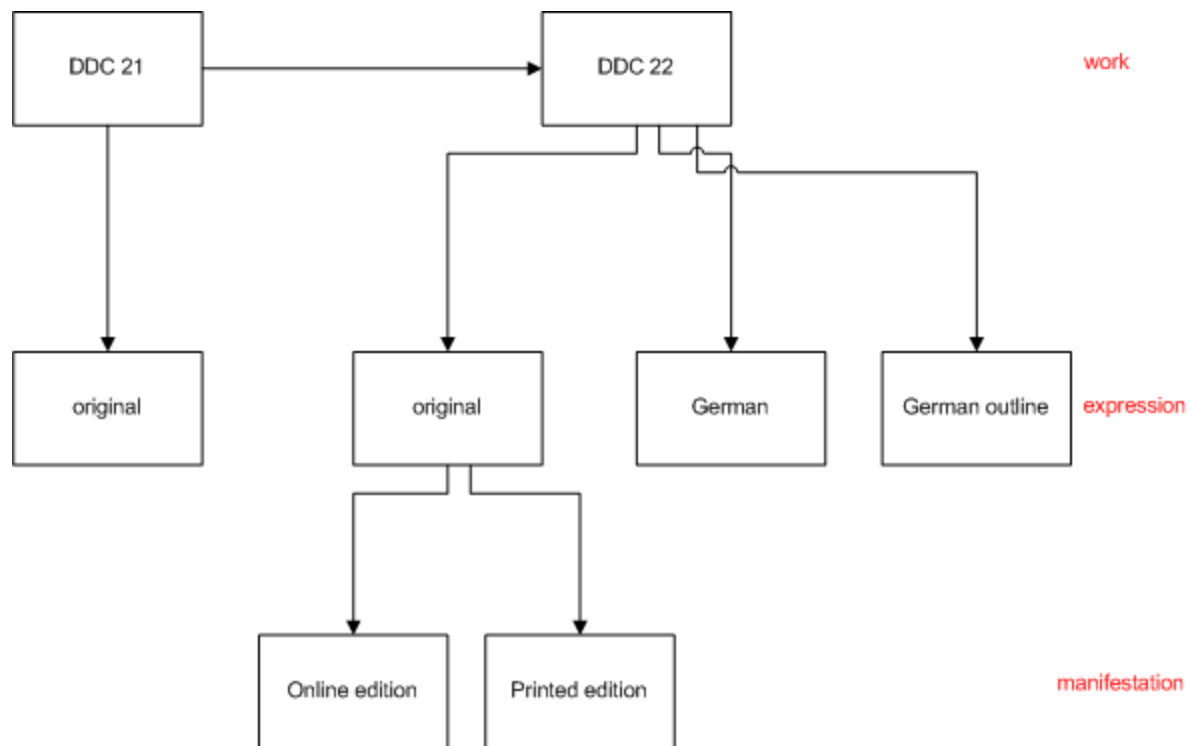 DDC 21
DDC 22
work
original
original
German
German outline
expression
Online edition
Printed edition
manifestation